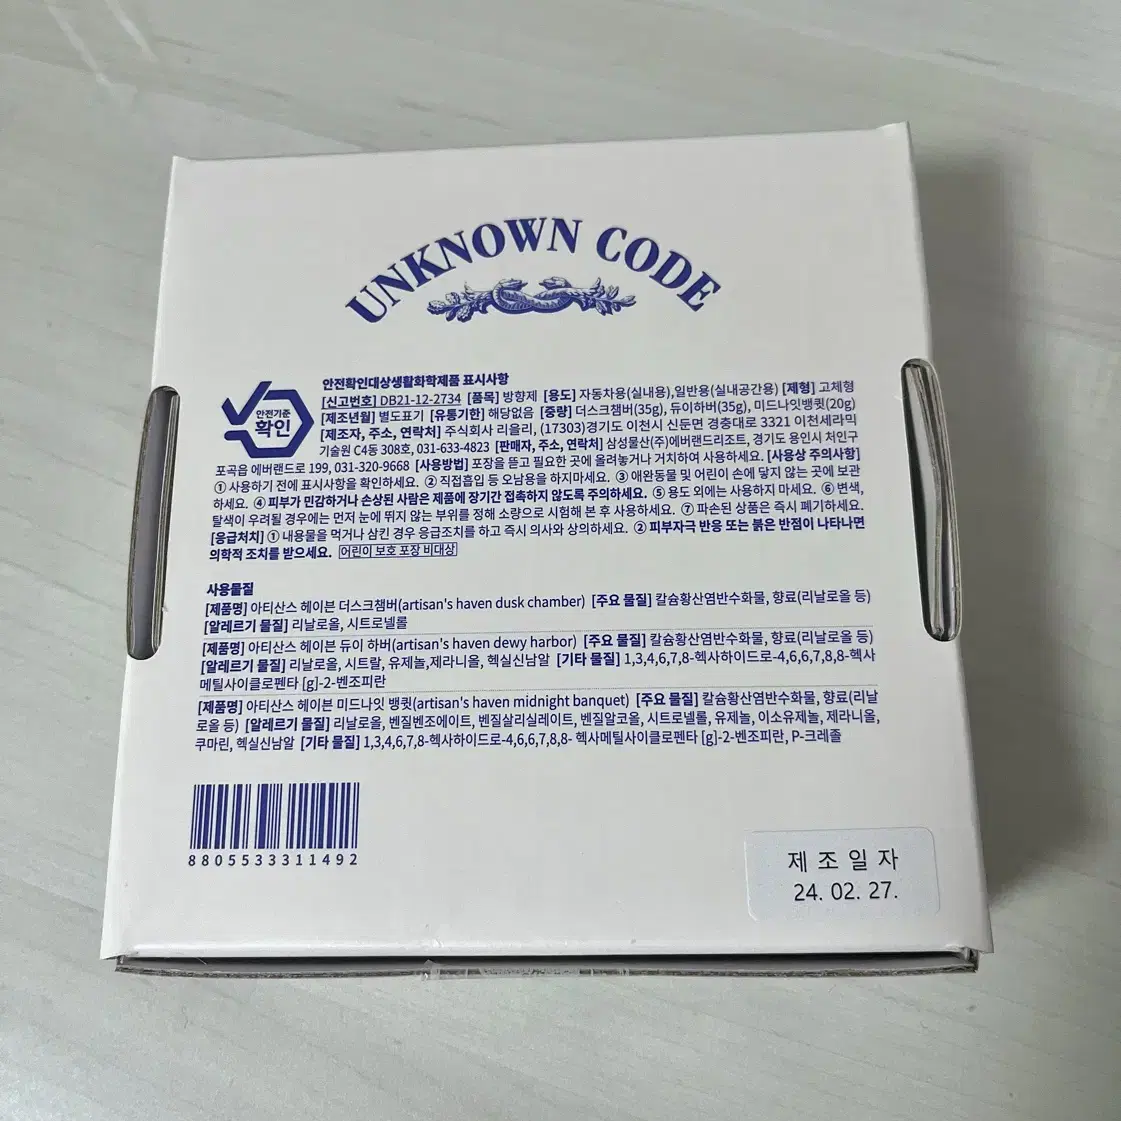 UNKNOWN CODE
안전기준
확인
안전확인대상생활화학제품 표시사항
[신고번호] DB21-12-2734 [품목] 방향제 [용도] 자동차용(실내용),일반용(실내공간용) [제형] 고체형
[제조년월] 별도표기 [유통기한] 해당없음 [중량] 더스크챔버(35g), 듀이하버(35g), 미드나잇뱅큇(20g)
[제조자, 주소, 연락처] 주식회사 리올리, (17303)경기도 이천시 신둔면 경충대로 3321 이천세라믹
기술원 C4동 308호, 031-633-4823 [판매자, 주소, 연락처] 삼성물산(주)에버랜드리조트, 경기도 용인시 처인구
포곡읍 에버랜드로 199, 031-320-9668 [사용방법] 포장을 뜯고 필요한 곳에 올려놓거나 거치하여 사용하세요. [사용상 주의사항]
① 사용하기 전에 표시사항을 확인하세요. ② 직접흡입 등 오남용을 하지마세요. ③ 애완동물 및 어린이 손에 닿지 않는 곳에 보관
하세요. ④ 피부가 민감하거나 손상된 사람은 제품에 장기간 접촉하지 않도록 주의하세요. ⑤ 용도 외에는 사용하지 마세요. ⑥ 변색,
탈색이 우려될 경우에는 먼저 눈에 뛰지 않는 부위를 정해 소량으로 시험해 본 후 사용하세요. ⑦ 파손된 상품은 즉시 폐기하세요.
[응급처치] ① 내용물을 먹거나 삼킨 경우 응급조치를 하고 즉시 의사와 상의하세요. ② 피부자극 반응 또는 붉은 반점이 나타나면
의학적 조치를 받으세요. 어린이 보호 포장 비대상
사용물질
[제품명] 아티산스 헤이븐 더스크챔버(artisan's haven dusk chamber) [주요 물질] 칼슘황산염반수화물, 향료(리날로올 등)
[알레르기 물질] 리날로올, 시트로넬롤
[제품명] 아티산스 헤이븐 듀이 하버(artisan's haven dewy harbor) [주요 물질] 칼슘황산염반수화물, 향료(리날로올 등)
[알레르기 물질] 리날로올, 시트랄, 유제놀,제라니올, 헥실신남알 [기타 물질] 1,3,4,6,7,8-헥사하이드로-4,6,6,7,8,8-헥사
메틸사이클로펜타 [g]-2-벤조피란
[제품명] 아티산스 헤이븐 미드나잇 뱅큇(artisan's haven midnight banquet) [주요 물질] 칼슘황산염반수화물, 향료(리날
로올 등) [알레르기 물질] 리날로올, 벤질벤조에이트, 벤질살리실레이트, 벤질알코올, 시트로넬롤, 유제놀, 이소유제놀, 제라니올,
쿠마린, 헥실신남알 [기타 물질] 1,3,4,6,7,8-헥사하이드로-4,6,6,7,8,8- 헥사메틸사이클로펜타 [g]-2-벤조피란, P-크레졸
8805533311492
제조일자
24. 02. 27.